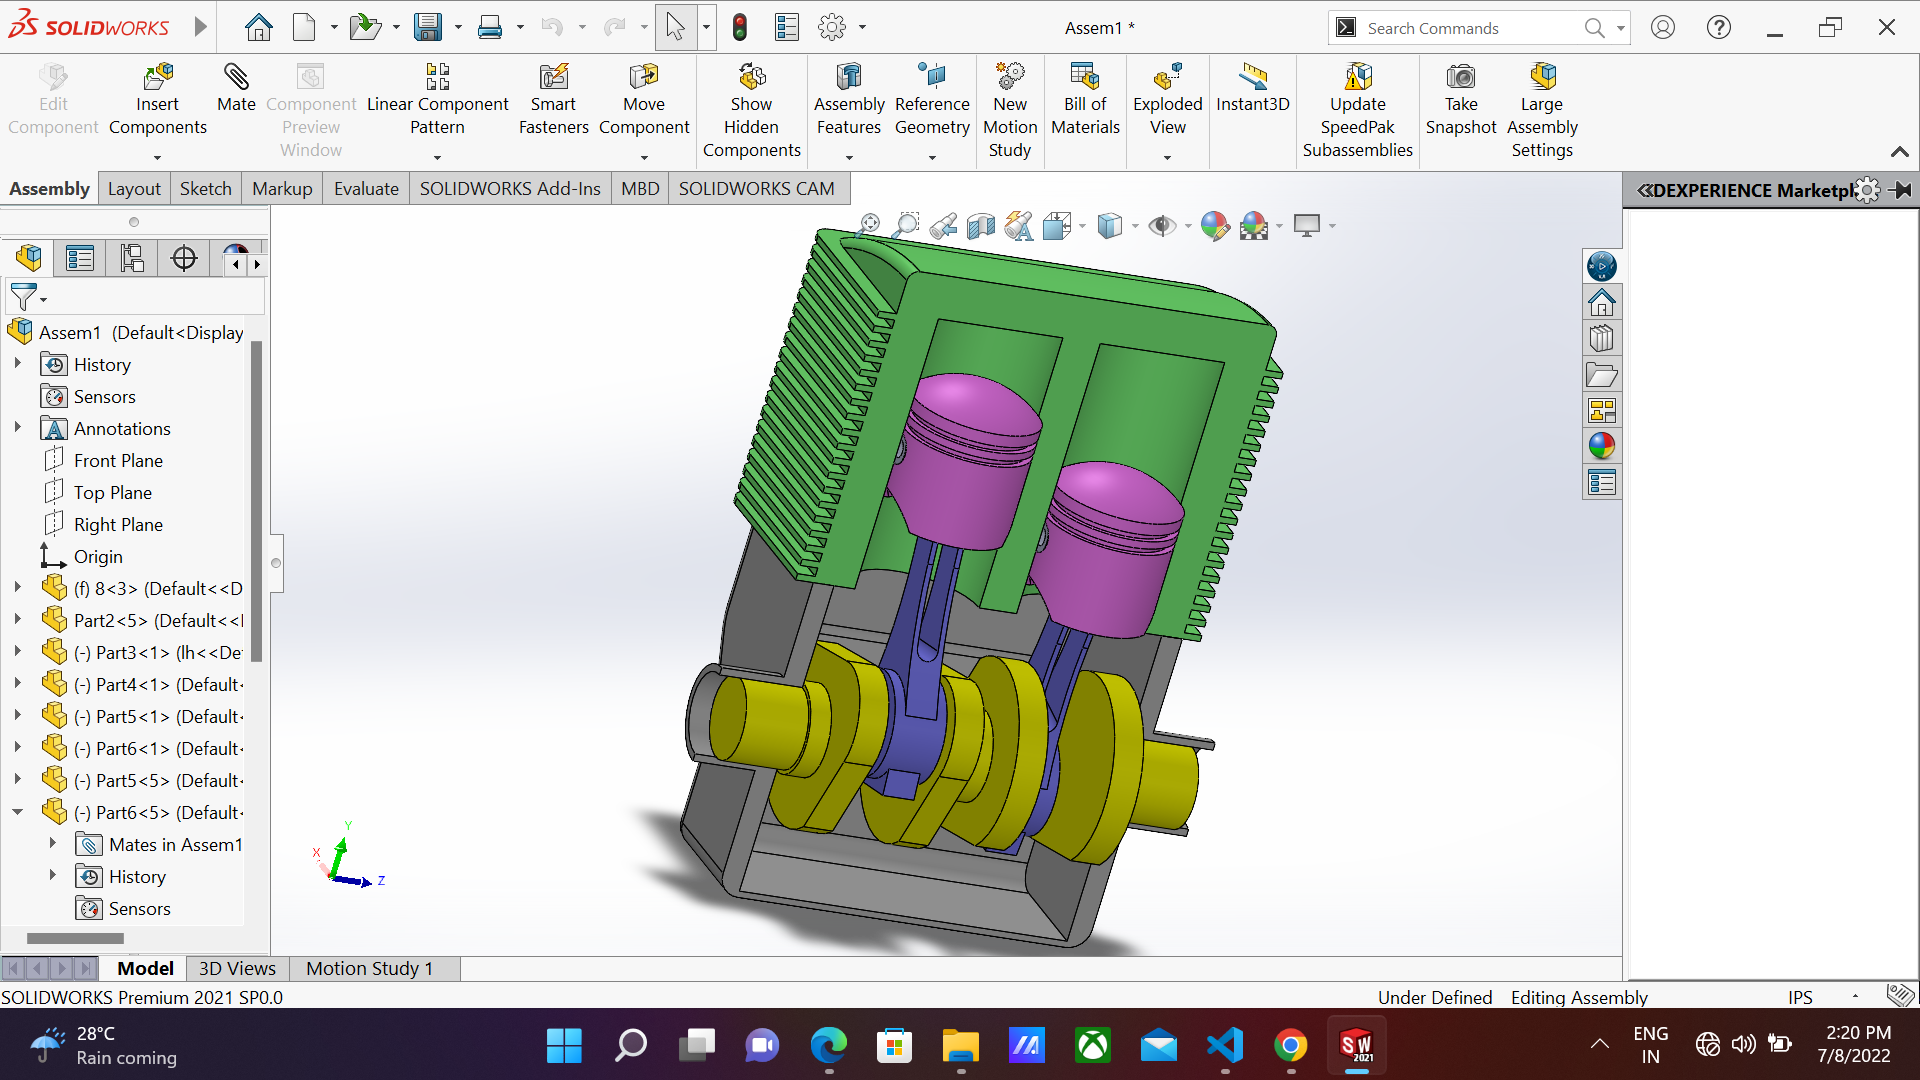 SOLIDWORKS
Assem1 *
Search Commands
Edit
Component
Insert
Components
Mate
Component
Preview
Window
Linear Component
Pattern
Smart
Fasteners
Move
Component
Show
Hidden
Components
Assembly
Features
Reference
Geometry
New
Motion
Study
Bill of
Materials
Exploded
View
Instant3D
Update
SpeedPak
Subassemblies
Take
Snapshot
Large
Assembly
Settings
Assembly
Layout
Sketch
Markup
Evaluate
SOLIDWORKS Add-Ins
MBD
SOLIDWORKS CAM
DEXPERIENCE Marketpl
Assem1 (Default<Display
History
Sensors
Annotations
Front Plane
Top Plane
Right Plane
Origin
(f) 8<3> (Default<<D
Part2<5> (Default<<
(-) Part3<1> (lh<<De
(-) Part4<1> (Default<
(-) Part5<1> (Default<
(-) Part6<1> (Default<
(-) Part5<5> (Default<
(-) Part6<5> (Default<
Mates in Assem1
History
Sensors
Y
X
Z
Model
3D Views
Motion Study 1
SOLIDWORKS Premium 2021 SP0.0
Under Defined
Editing Assembly
IPS
28°C
Rain coming
SW
2021
ENG
IN
2:20 PM
7/8/2022